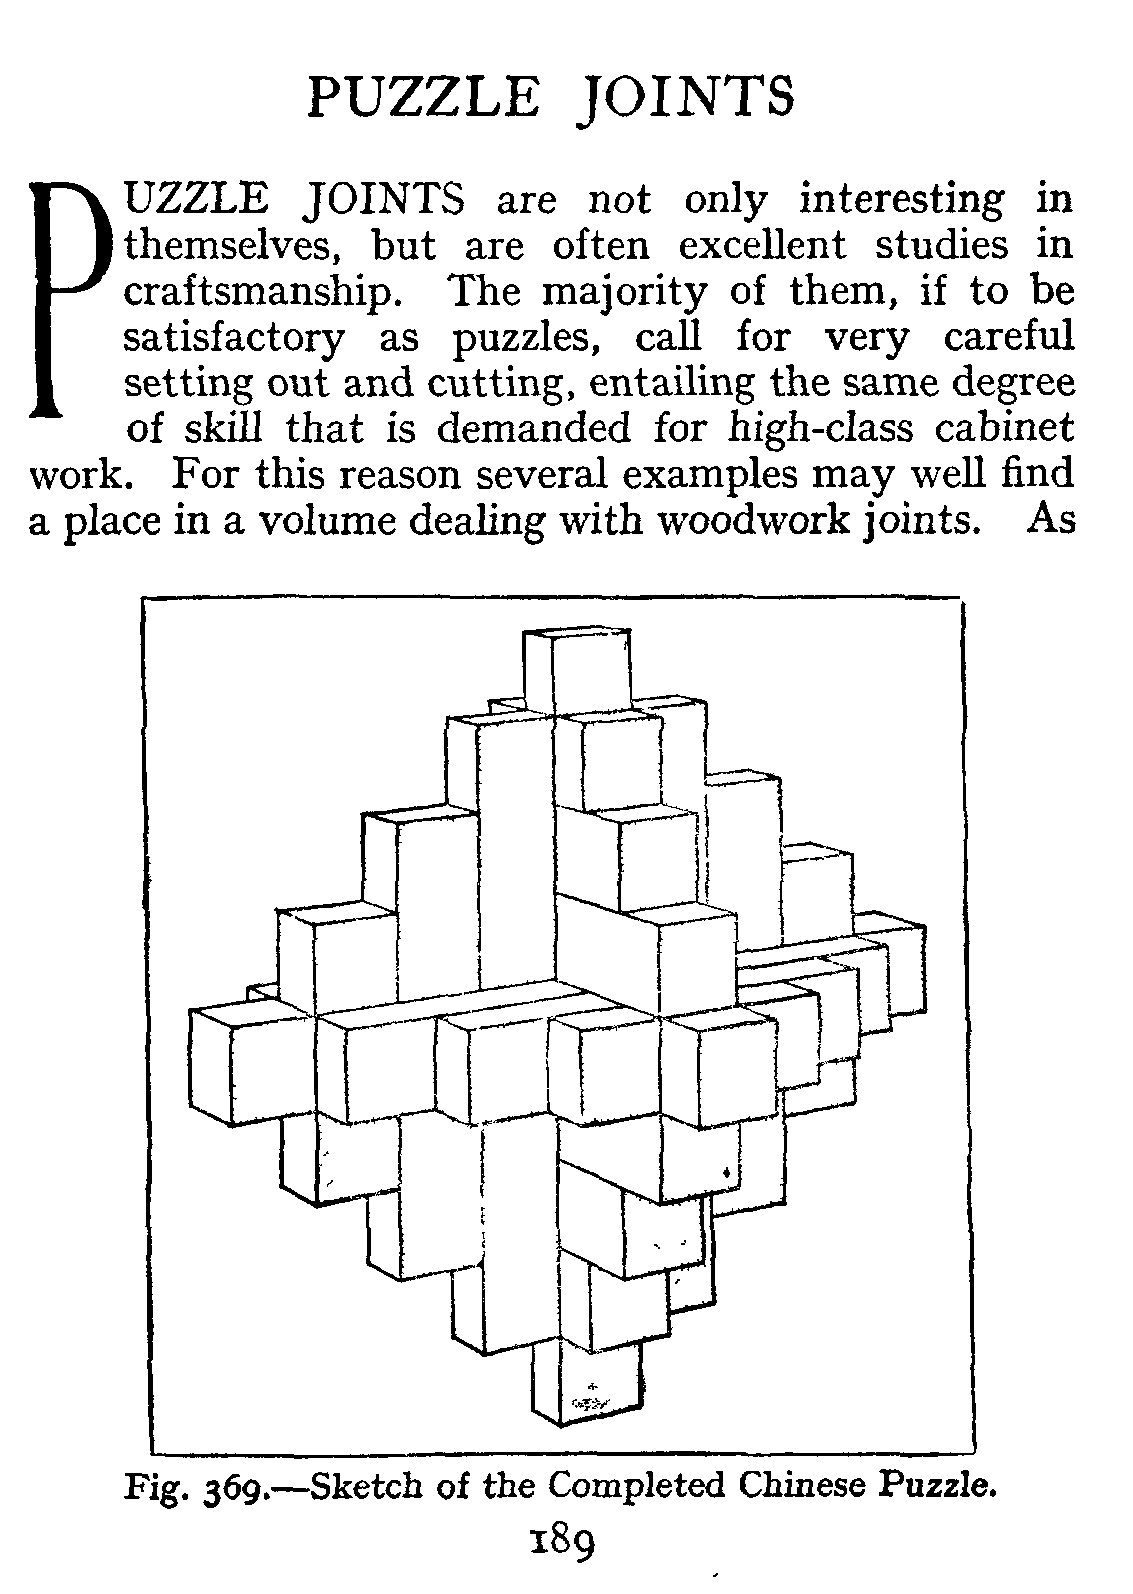 PUZZLE JOINTS
PUZZLE JOINTS are not only interesting in
themselves, but are often excellent studies in
craftsmanship. The majority of them, if to be
satisfactory as puzzles, call for very careful
setting out and cutting, entailing the same degree
of skill that is demanded for high-class cabinet
work. For this reason several examples may well find
a place in a volume dealing with woodwork joints. As
Fig. 369.—Sketch of the Completed Chinese Puzzle.
189